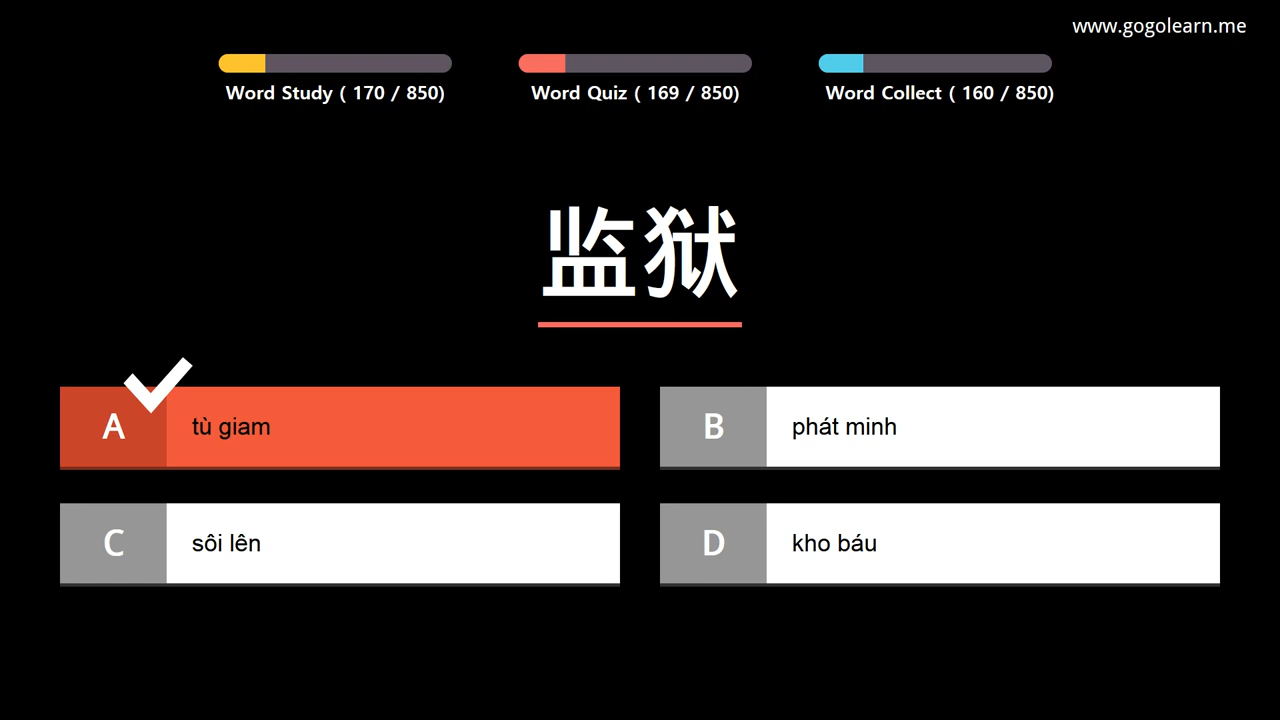 www.gogolearn.me
Word Study ( 170 / 850)
Word Quiz ( 169 / 850)
Word Collect ( 160 / 850)
监狱
A tù giam
B phát minh
C sôi lên
D kho báu